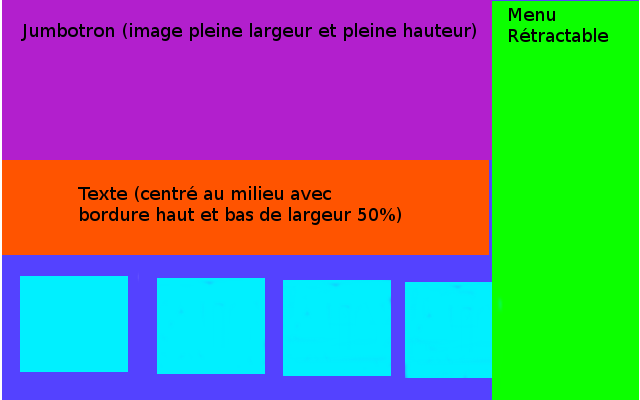 Jumbotron (image pleine largeur et pleine hauteur)
Menu
Rétractable
Texte (centré au milieu avec
bordure haut et bas de largeur 50%)